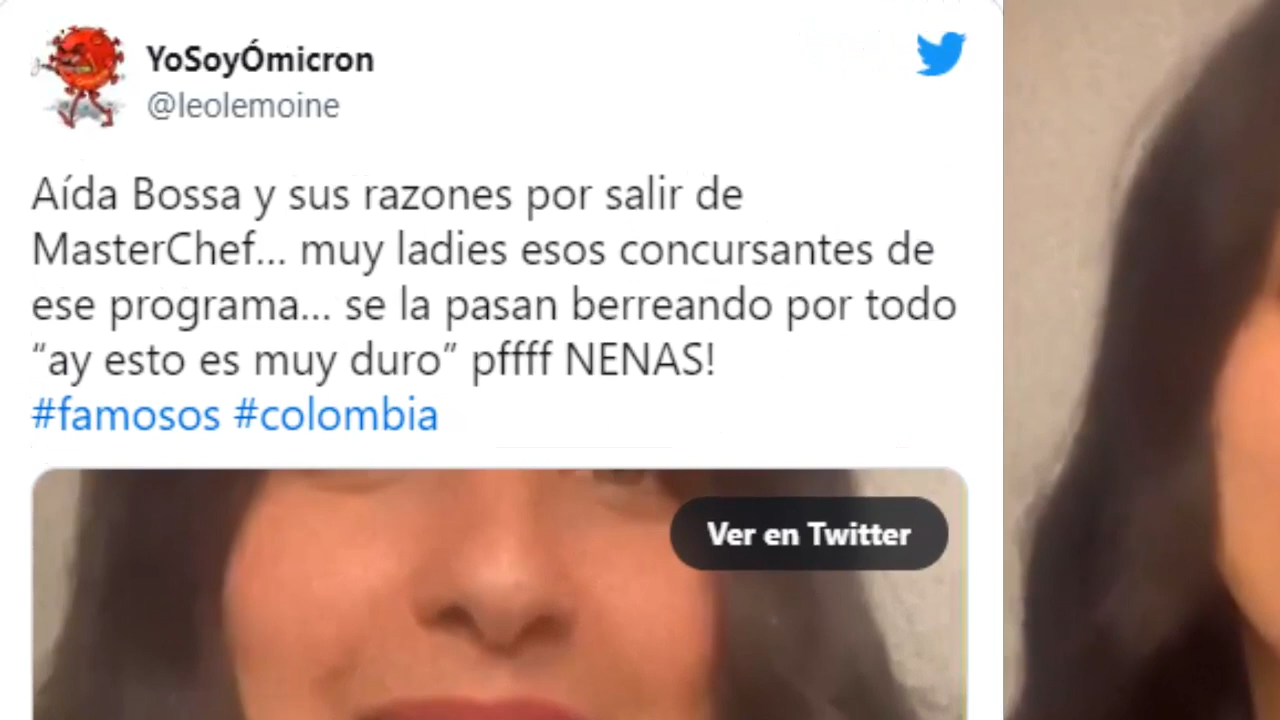 YoSoyÓmicron
@leolemoine
Aída Bossa y sus razones por salir de
MasterChef... muy ladies esos concursantes de
ese programa... se la pasan berreando por todo
“ay esto es muy duro” pffff NENAS!
#famosos #colombia
Ver en Twitter